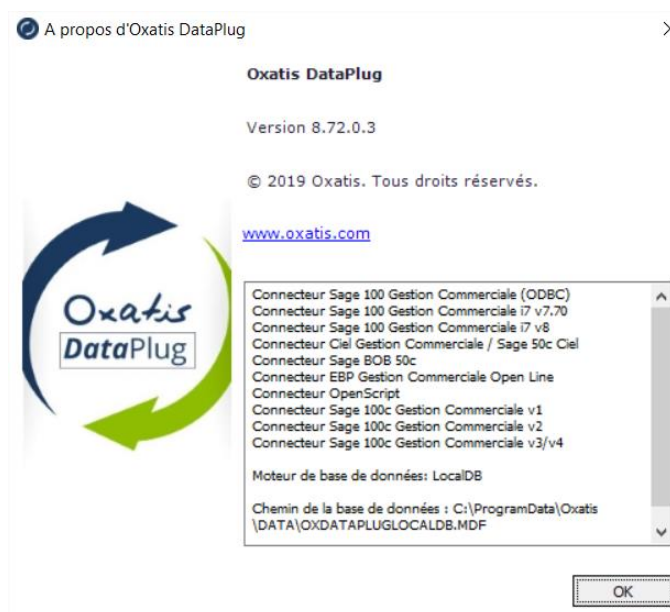 A propos d'Oxatis DataPlug
Oxatis DataPlug
Version 8.72.0.3
© 2019 Oxatis. Tous droits réservés.
www.oxatis.com
Oxatis
DataPlug
Connecteur Sage 100 Gestion Commerciale (ODBC)
Connecteur Sage 100 Gestion Commerciale i7 v7.70
Connecteur Sage 100 Gestion Commerciale i7 v8
Connecteur Ciel Gestion Commerciale / Sage 50c Ciel
Connecteur Sage BOB 50c
Connecteur EBP Gestion Commerciale Open Line
Connecteur OpenScript
Connecteur Sage 100c Gestion Commerciale v1
Connecteur Sage 100c Gestion Commerciale v2
Connecteur Sage 100c Gestion Commerciale v3/v4
Moteur de base de données: LocalDB
Chemin de la base de données : C:\ProgramData\Oxatis
\DATA\OXDATAPLUGLOCALDB.MDF
OK